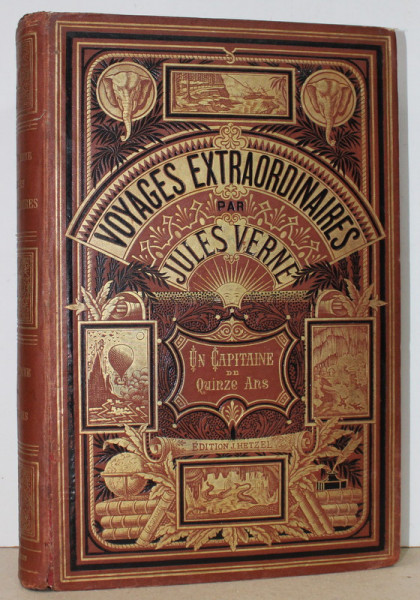 VOYAGES EXTRAORDINAIRES
PAR
JULES VERNE
UN CAPITAINE
DE
QUINZE ANS
ÉDITION J. HETZEL